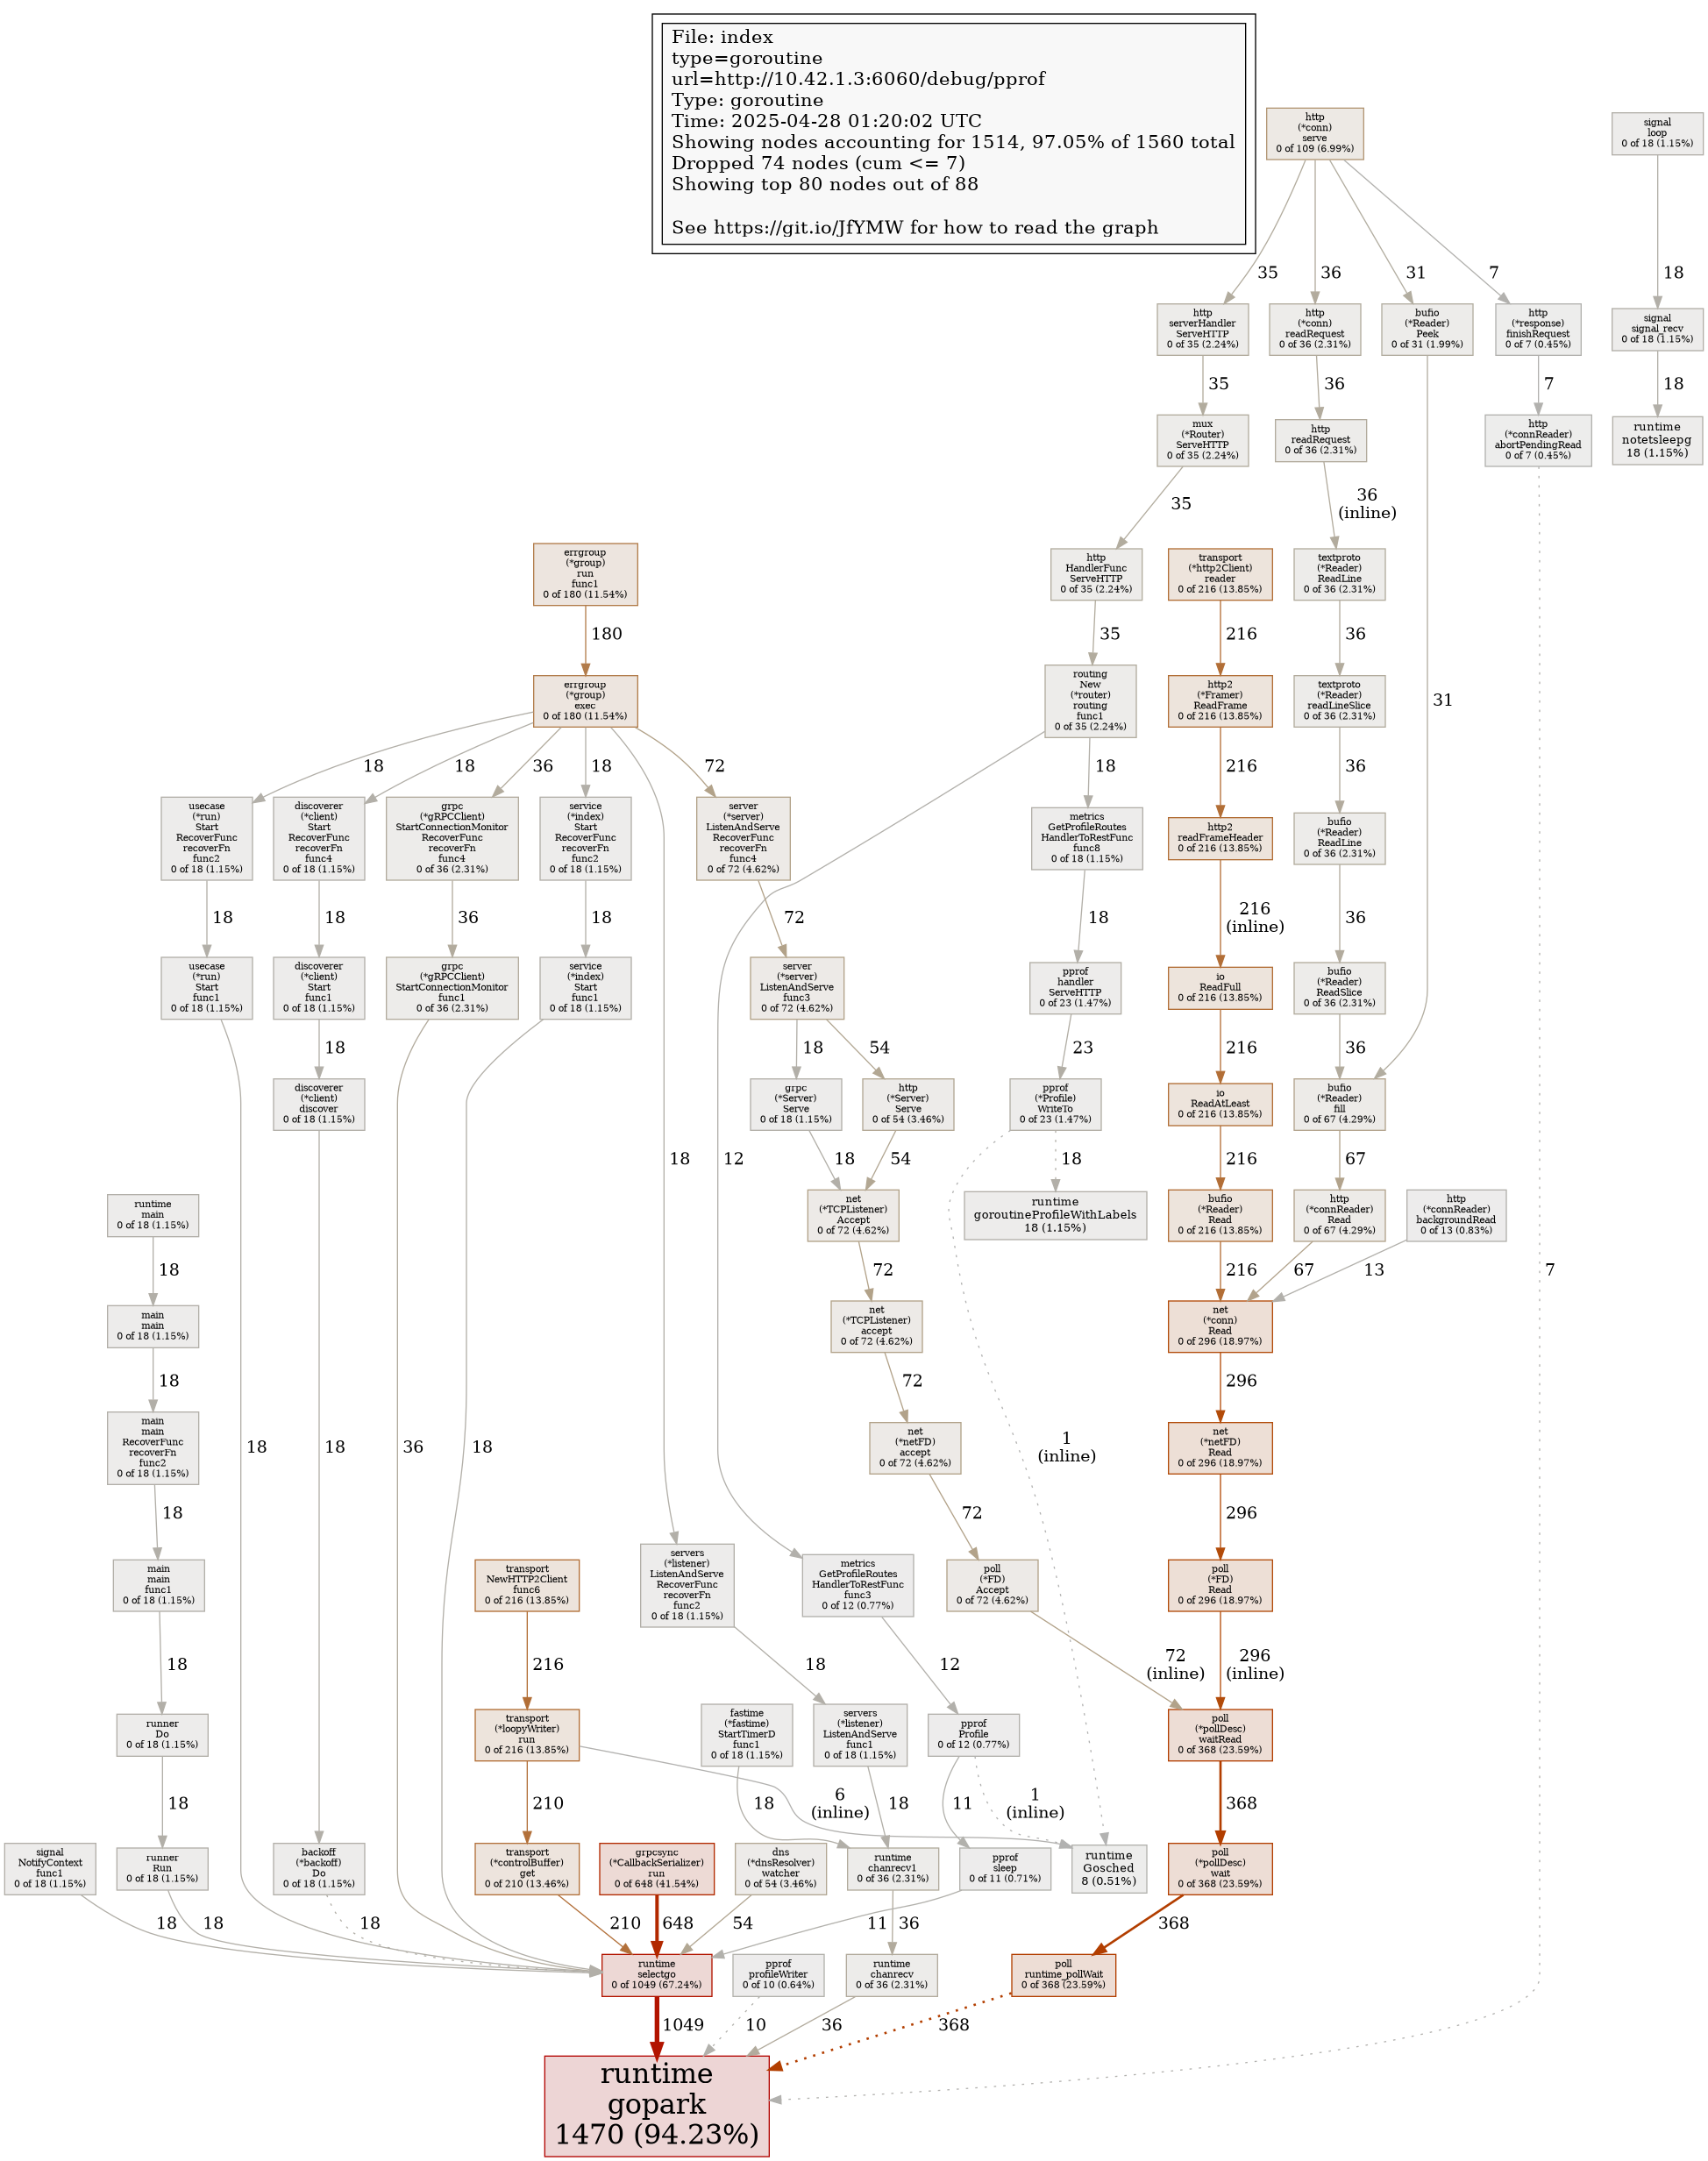 File: index
type=goroutine
url=http://10.42.1.3:6060/debug/pprof
Type: goroutine
Time: 2025-04-28 01:20:02 UTC
Showing nodes accounting for 1514, 97.05% of 1560 total
Dropped 74 nodes (cum <= 7)
Showing top 80 nodes out of 88
See https://git.io/JfYMW for how to read the graph
http
(*conn)
serve
0 of 109 (6.99%)
signal
loop
0 of 18 (1.15%)
35
36
31
7
18
http
serverHandler
ServeHTTP
0 of 35 (2.24%)
http
(*conn)
readRequest
0 of 36 (2.31%)
bufio
(*Reader)
Peek
0 of 31 (1.99%)
http
(*response)
finishRequest
0 of 7 (0.45%)
signal
signal_recv
0 of 18 (1.15%)
35
36
7
18
mux
(*Router)
ServeHTTP
0 of 35 (2.24%)
http
readRequest
0 of 36 (2.31%)
http
(*connReader)
abortPendingRead
0 of 7 (0.45%)
runtime
notetsleepg
18 (1.15%)
35
36
(inline)
errgroup
(*group)
run
func1
0 of 180 (11.54%)
http
HandlerFunc
ServeHTTP
0 of 35 (2.24%)
transport
(*http2Client)
reader
0 of 216 (13.85%)
textproto
(*Reader)
ReadLine
0 of 36 (2.31%)
180
35
216
36
31
errgroup
(*group)
exec
0 of 180 (11.54%)
routing
New
(*router)
routing
func1
0 of 35 (2.24%)
http2
(*Framer)
ReadFrame
0 of 216 (13.85%)
textproto
(*Reader)
readLineSlice
0 of 36 (2.31%)
18
18
36
18
72
18
216
36
usecase
(*run)
Start
RecoverFunc
recoverFn
func2
0 of 18 (1.15%)
discoverer
(*client)
Start
RecoverFunc
recoverFn
func4
0 of 18 (1.15%)
grpc
(*gRPCClient)
StartConnectionMonitor
RecoverFunc
recoverFn
func4
0 of 36 (2.31%)
service
(*index)
Start
RecoverFunc
recoverFn
func2
0 of 18 (1.15%)
server
(*server)
ListenAndServe
RecoverFunc
recoverFn
func4
0 of 72 (4.62%)
metrics
GetProfileRoutes
HandlerToRestFunc
func8
0 of 18 (1.15%)
http2
readFrameHeader
0 of 216 (13.85%)
bufio
(*Reader)
ReadLine
0 of 36 (2.31%)
18
18
36
18
72
18
216
(inline)
36
usecase
(*run)
Start
func1
0 of 18 (1.15%)
discoverer
(*client)
Start
func1
0 of 18 (1.15%)
grpc
(*gRPCClient)
StartConnectionMonitor
func1
0 of 36 (2.31%)
service
(*index)
Start
func1
0 of 18 (1.15%)
server
(*server)
ListenAndServe
func3
0 of 72 (4.62%)
pprof
handler
ServeHTTP
0 of 23 (1.47%)
io
ReadFull
0 of 216 (13.85%)
bufio
(*Reader)
ReadSlice
0 of 36 (2.31%)
18
18
54
23
216
36
discoverer
(*client)
discover
0 of 18 (1.15%)
grpc
(*Server)
Serve
0 of 18 (1.15%)
http
(*Server)
Serve
0 of 54 (3.46%)
pprof
(*Profile)
WriteTo
0 of 23 (1.47%)
io
ReadAtLeast
0 of 216 (13.85%)
bufio
(*Reader)
fill
0 of 67 (4.29%)
18
12
18
54
18
216
67
runtime
main
0 of 18 (1.15%)
net
(*TCPListener)
Accept
0 of 72 (4.62%)
runtime
goroutineProfileWithLabels
18 (1.15%)
bufio
(*Reader)
Read
0 of 216 (13.85%)
http
(*connReader)
Read
0 of 67 (4.29%)
http
(*connReader)
backgroundRead
0 of 13 (0.83%)
18
72
216
67
13
7
main
main
0 of 18 (1.15%)
net
(*TCPListener)
accept
0 of 72 (4.62%)
net
(*conn)
Read
0 of 296 (18.97%)
18
72
296
main
main
RecoverFunc
recoverFn
func2
0 of 18 (1.15%)
18
18
36
18
1
(inline)
net
(*netFD)
accept
0 of 72 (4.62%)
net
(*netFD)
Read
0 of 296 (18.97%)
18
72
296
main
main
func1
0 of 18 (1.15%)
transport
NewHTTP2Client
func6
0 of 216 (13.85%)
servers
(*listener)
ListenAndServe
RecoverFunc
recoverFn
func2
0 of 18 (1.15%)
metrics
GetProfileRoutes
HandlerToRestFunc
func3
0 of 12 (0.77%)
poll
(*FD)
Accept
0 of 72 (4.62%)
poll
(*FD)
Read
0 of 296 (18.97%)
18
216
18
12
72
(inline)
296
(inline)
runner
Do
0 of 18 (1.15%)
transport
(*loopyWriter)
run
0 of 216 (13.85%)
fastime
(*fastime)
StartTimerD
func1
0 of 18 (1.15%)
servers
(*listener)
ListenAndServe
func1
0 of 18 (1.15%)
pprof
Profile
0 of 12 (0.77%)
poll
(*pollDesc)
waitRead
0 of 368 (23.59%)
18
210
18
6
(inline)
18
11
1
(inline)
368
signal
NotifyContext
func1
0 of 18 (1.15%)
runner
Run
0 of 18 (1.15%)
backoff
(*backoff)
Do
0 of 18 (1.15%)
transport
(*controlBuffer)
get
0 of 210 (13.46%)
grpcsync
(*CallbackSerializer)
run
0 of 648 (41.54%)
dns
(*dnsResolver)
watcher
0 of 54 (3.46%)
runtime
chanrecv1
0 of 36 (2.31%)
pprof
sleep
0 of 11 (0.71%)
runtime
Gosched
8 (0.51%)
poll
(*pollDesc)
wait
0 of 368 (23.59%)
18
18
18
210
648
54
11
36
368
runtime
selectgo
0 of 1049 (67.24%)
pprof
profileWriter
0 of 10 (0.64%)
runtime
chanrecv
0 of 36 (2.31%)
poll
runtime_pollWait
0 of 368 (23.59%)
1049
10
36
368
runtime
gopark
1470 (94.23%)